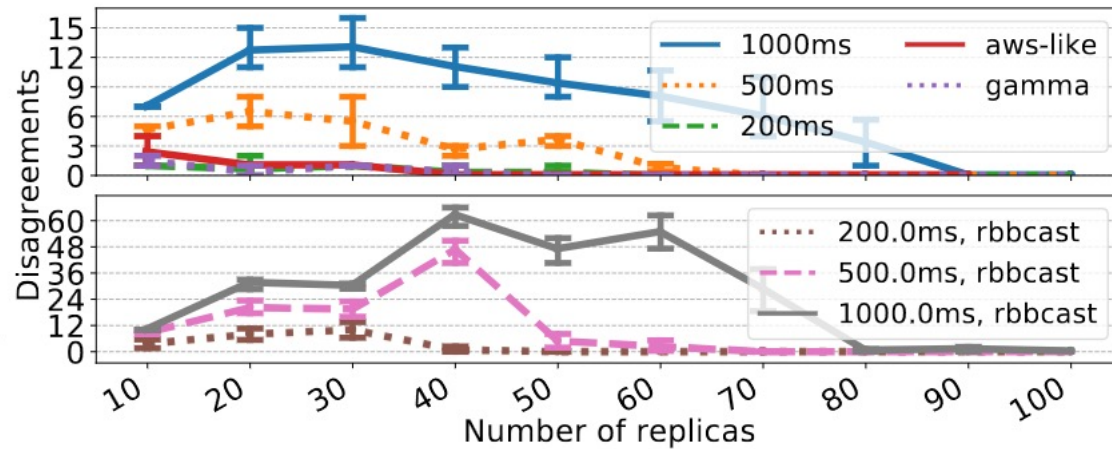 15
12
9
6
3
0
1000ms
500ms
200ms
aws-like
gamma
Disagreements
60
48
36
24
12
0
200.0ms, rbbcast
500.0ms, rbbcast
1000.0ms, rbbcast
10 20 30 40 50 60 70 80 90 100
Number of replicas